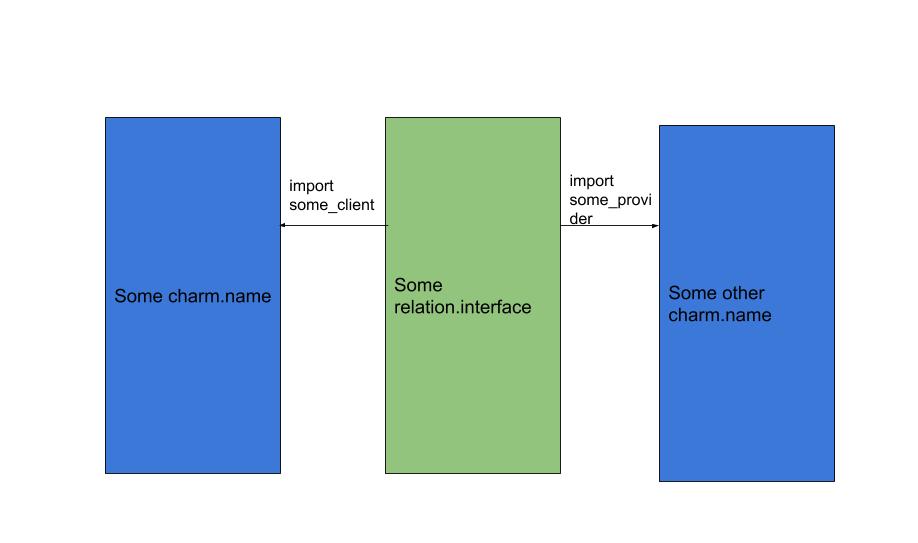 import
some_client
import
some_provi
der
Some charm.name
Some
relation.interface
Some other
charm.name